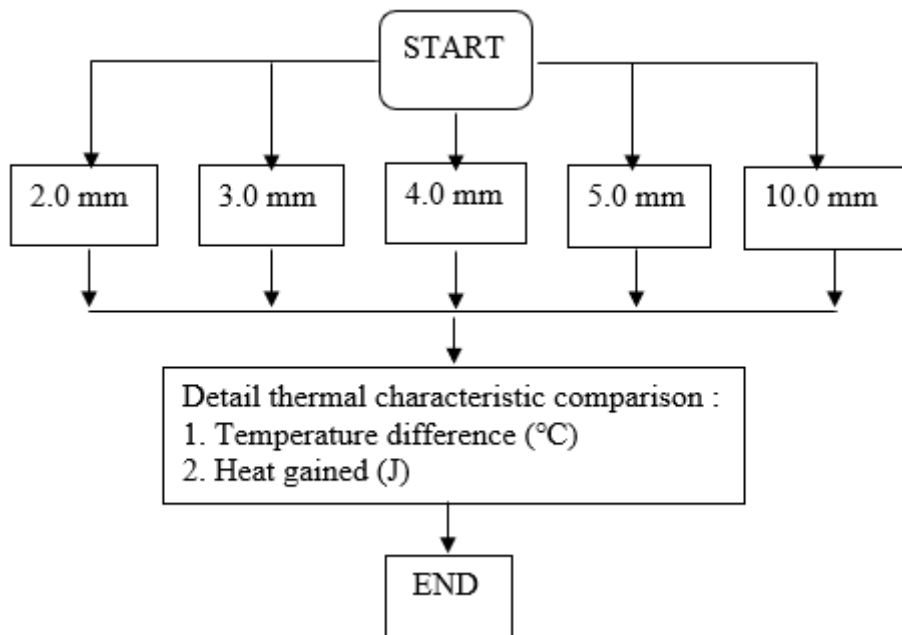 START
2.0 mm
3.0 mm
4.0 mm
5.0 mm
10.0 mm
Detail thermal characteristic comparison :
1. Temperature difference (℃)
2. Heat gained (J)
END